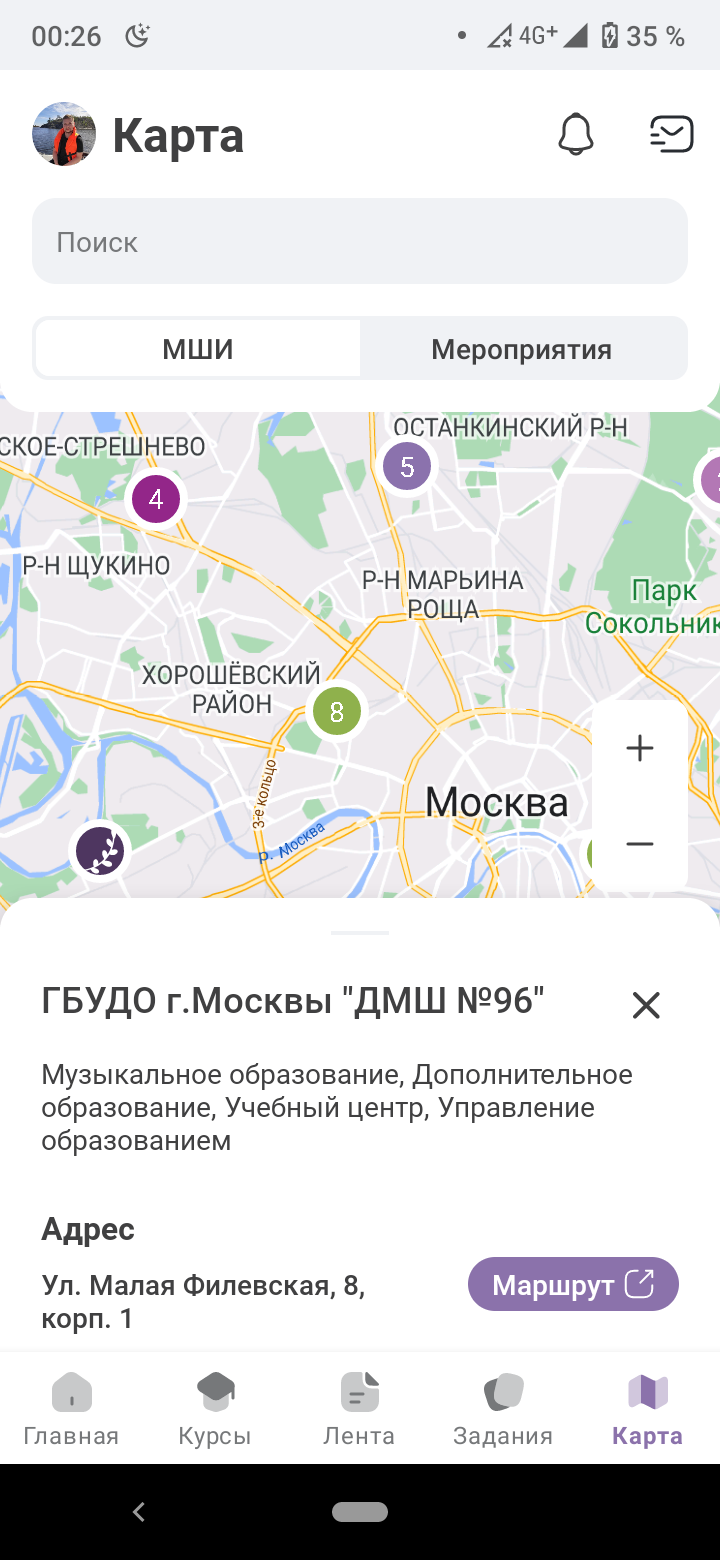 00:26
4G+
35 %
Карта
Поиск
МШИ
Мероприятия
ОСТАНКИНСКИЙ Р-Н
СКОЕ-СТРЕШНЕВО
5
4
Р-Н ЩУКИНО
Р-Н МАРЬИНА
РОЩА
Парк
Сокольник
ХОРОШЁВСКИЙ
РАЙОН
8
3-е кольцо
Москва
р. Москва
ГБУДО г.Москвы "ДМШ №96"
Музыкальное образование, Дополнительное
образование, Учебный центр, Управление
образованием
Адрес
Ул. Малая Филевская, 8,
корп. 1
Маршрут
Главная
Курсы
Лента
Задания
Карта